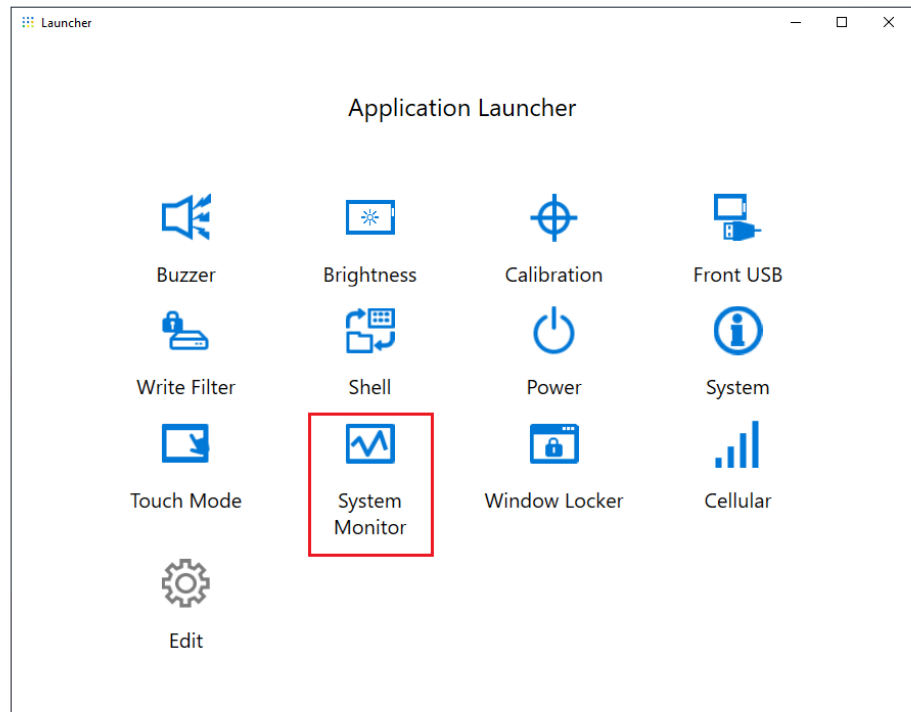 Launcher
Application Launcher
Buzzer
Brightness
Calibration
Front USB
Write Filter
Shell
Power
System
Touch Mode
System
Monitor
Window Locker
Cellular
Edit